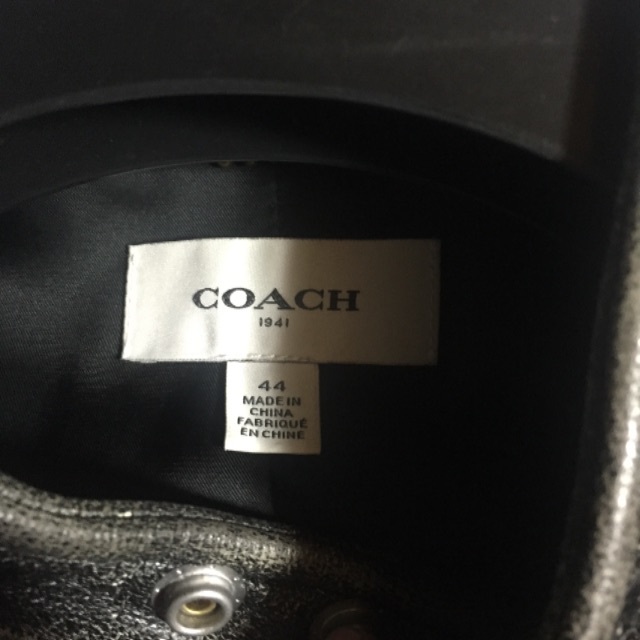 COACH
1941
44
MADE IN
CHINA
FABRIQUÉ
EN CHINE